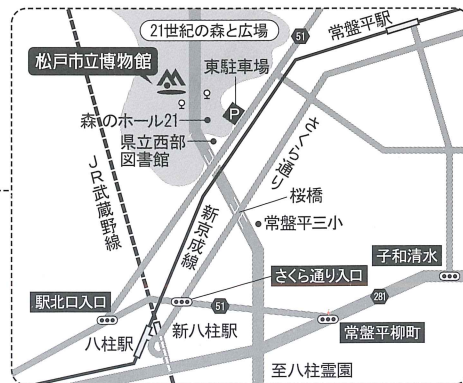 21世紀の森と広場
51
常盤平駅
松戸市立博物館
東駐車場
P
森のホール21
県立西部
図書館
さくら通り
JR武蔵野線
桜橋
新京成線
常盤平三小
子和清水
さくら通り入口
駅北口入口
51
281
八柱駅
新八柱駅
常盤平柳町
至八柱霊園